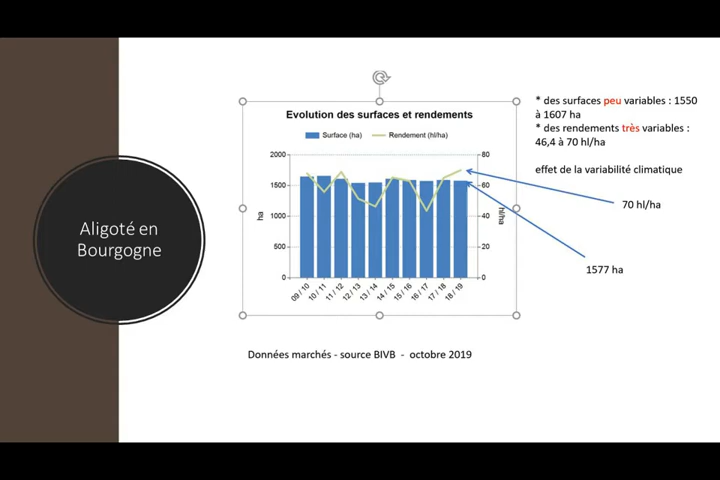 Aligoté en
Bourgogne
Evolution des surfaces et rendements
Surface (ha)
Rendement (hl/ha)
2000
1500
1000
500
0
ha
80
60
40
20
0
hl/ha
09 / 10
10 / 11
11 / 12
12 / 13
13 / 14
14 / 15
15 / 16
16 / 17
17 / 18
18 / 19
* des surfaces peu variables : 1550
à 1607 ha
* des rendements très variables :
46,4 à 70 hl/ha
effet de la variabilité climatique
70 hl/ha
1577 ha
Données marchés - source BIVB - octobre 2019